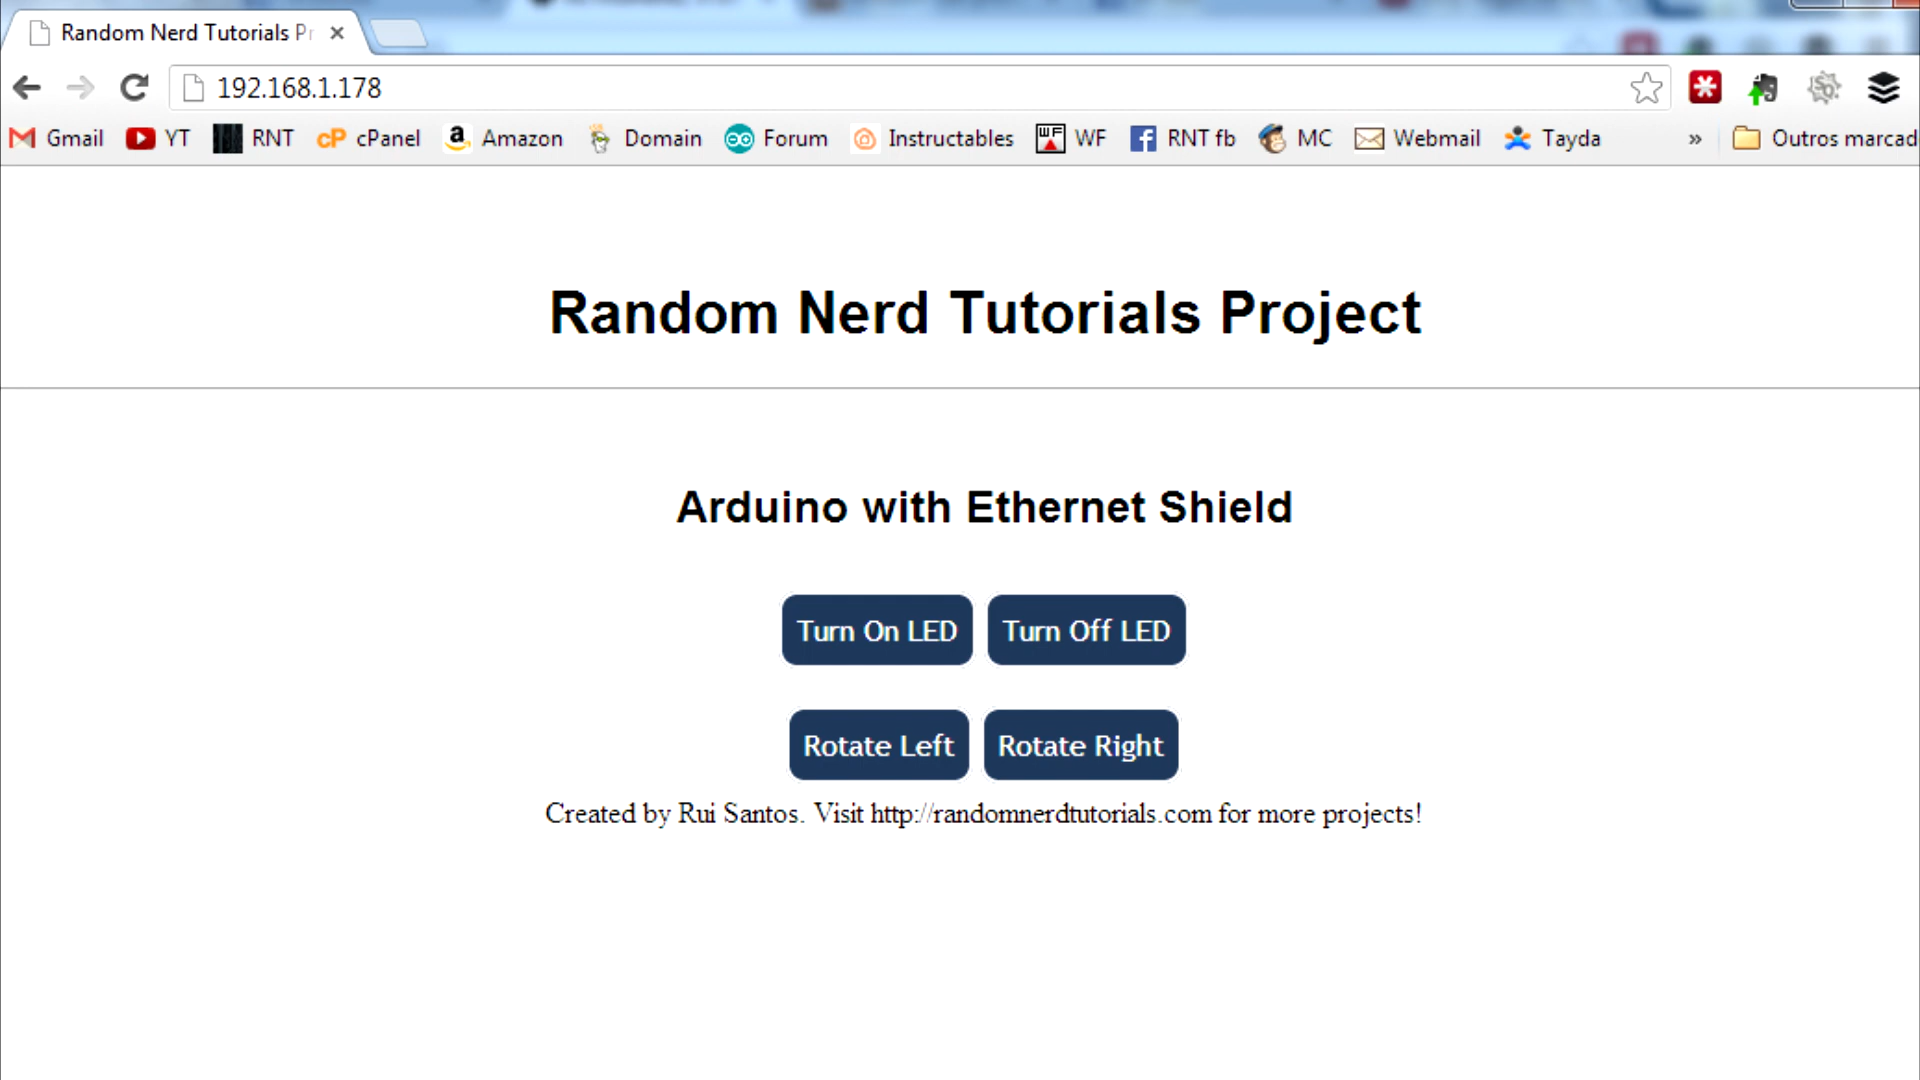 Random Nerd Tutorials Pr
192.168.1.178
Gmail YT RNT cP cPanel a Amazon Domain Forum Instructables WF WF f RNT fb MC Webmail Tayda » Outros marcad
Random Nerd Tutorials Project
Arduino with Ethernet Shield
Turn On LED Turn Off LED
Rotate Left Rotate Right
Created by Rui Santos. Visit http://randomnerdtutorials.com for more projects!